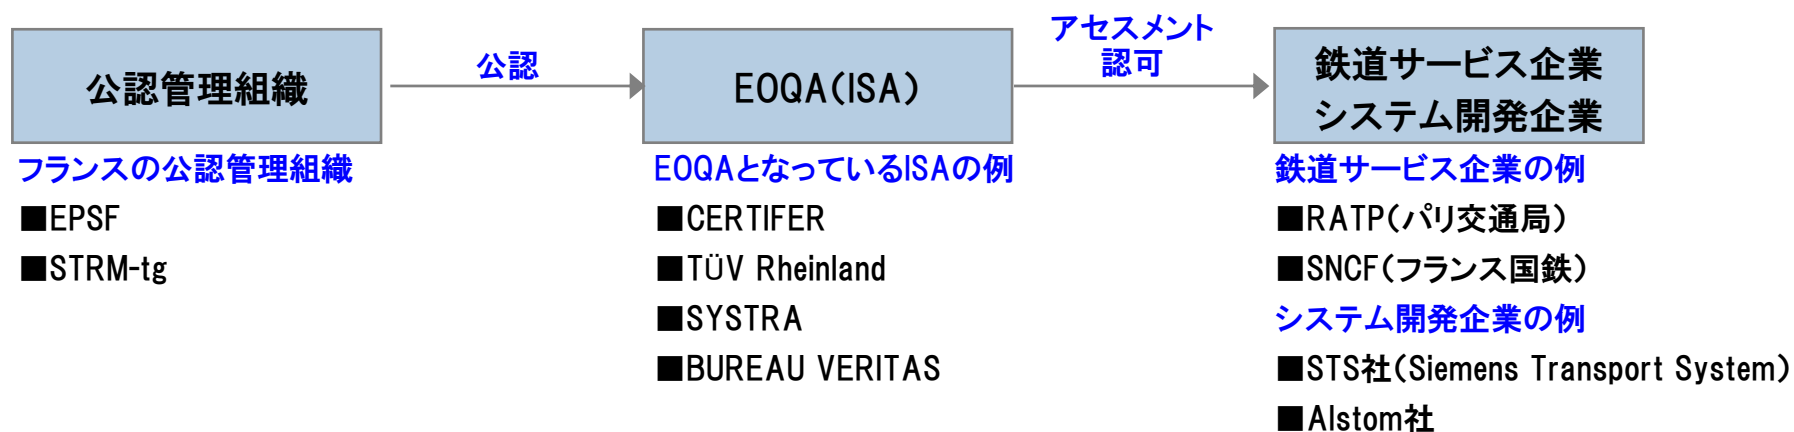 公認管理組織
公認
EOQA(ISA)
アセスメント
認可
鉄道サービス企業
システム開発企業
フランスの公認管理組織
■EPSF
■STRM-tg
EOQAとなっているISAの例
■CERTIFER
■TÜV Rheinland
■SYSTRA
■BUREAU VERITAS
鉄道サービス企業の例
■RATP(パリ交通局)
■SNCF(フランス国鉄)
システム開発企業の例
■STS社(Siemens Transport System)
■Alstom社